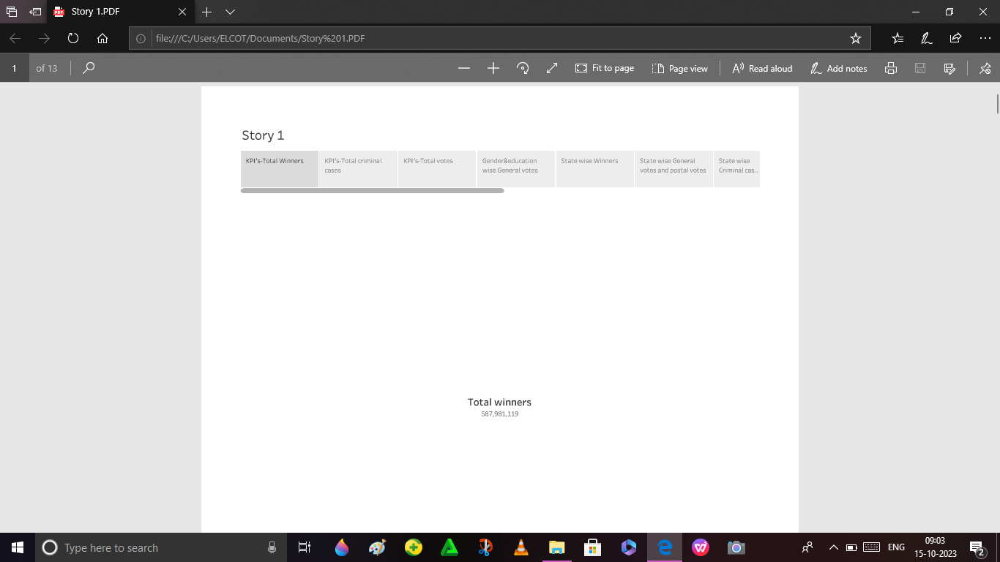 Story 1.PDF
file:///C:/Users/ELCOT/Documents/Story%201.PDF
1 of 13 Fit to page Page view Read aloud Add notes
Story 1
KPI's-Total Winners
KPI's-Total criminal
cases
KPI's-Total votes
Gender&education
wise General votes
State wise Winners
State wise General
votes and postal votes
State wise
Criminal cas..
Total winners
587,981,119
Type here to search
ENG
09:03
15-10-2023
2